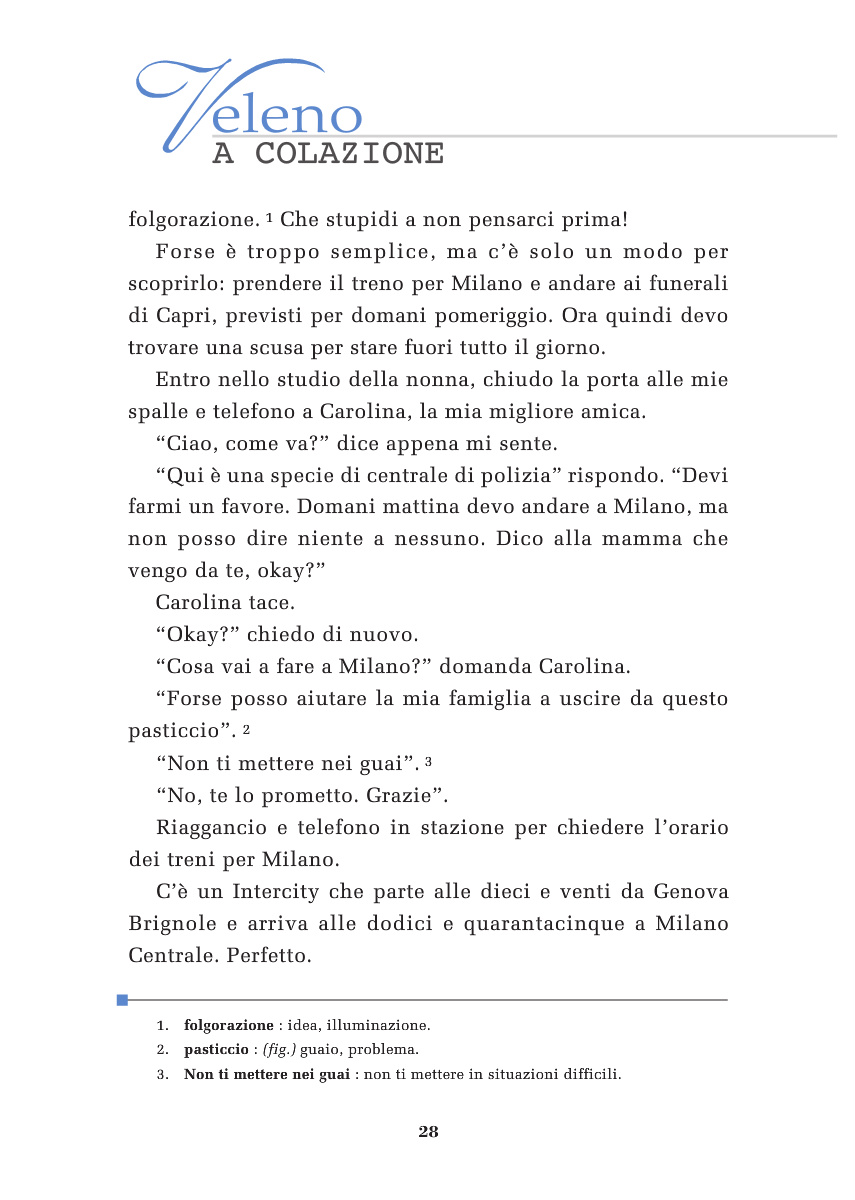 Veleno
A COLAZIONE
folgorazione. 1 Che stupidi a non pensarci prima!
Forse è troppo semplice, ma c’è solo un modo per
scoprirlo: prendere il treno per Milano e andare ai funerali
di Capri, previsti per domani pomeriggio. Ora quindi devo
trovare una scusa per stare fuori tutto il giorno.
Entro nello studio della nonna, chiudo la porta alle mie
spalle e telefono a Carolina, la mia migliore amica.
“Ciao, come va?” dice appena mi sente.
“Qui è una specie di centrale di polizia” rispondo. “Devi
farmi un favore. Domani mattina devo andare a Milano, ma
non posso dire niente a nessuno. Dico alla mamma che
vengo da te, okay?”
Carolina tace.
“Okay?” chiedo di nuovo.
“Cosa vai a fare a Milano?” domanda Carolina.
“Forse posso aiutare la mia famiglia a uscire da questo
pasticcio”. 2
“Non ti mettere nei guai”. 3
“No, te lo prometto. Grazie”.
Riaggancio e telefono in stazione per chiedere l’orario
dei treni per Milano.
C’è un Intercity che parte alle dieci e venti da Genova
Brignole e arriva alle dodici e quarantacinque a Milano
Centrale. Perfetto.
1. folgorazione : idea, illuminazione.
2. pasticcio : (fig.) guaio, problema.
3. Non ti mettere nei guai : non ti mettere in situazioni difficili.
28